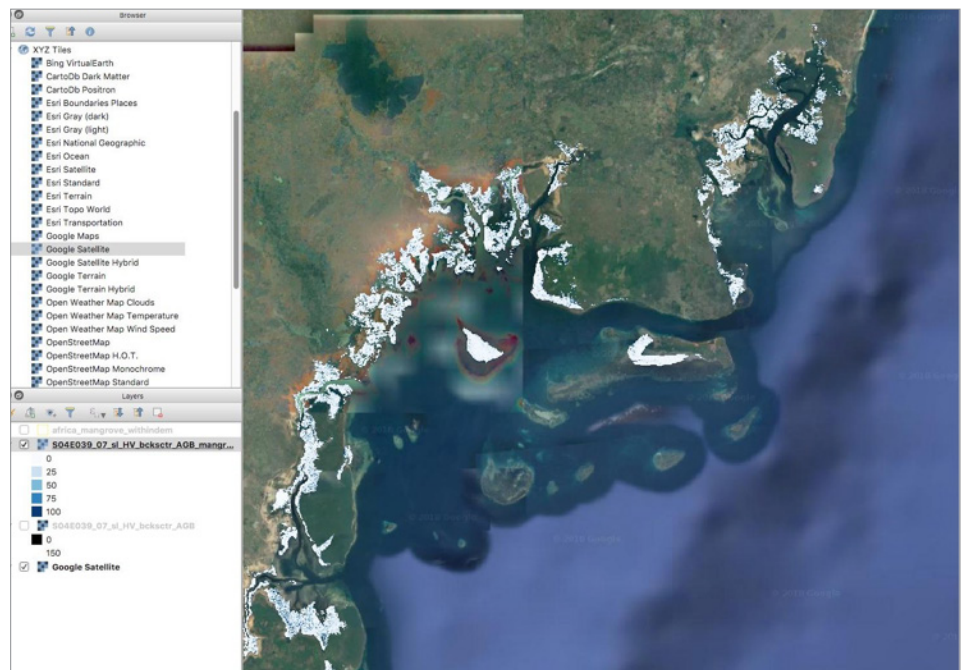 Browser
XYZ Tiles
Bing VirtualEarth
CartoDb Dark Matter
CartoDb Positron
Esri Boundaries Places
Esri Gray (dark)
Esri Gray (light)
Esri National Geographic
Esri Ocean
Esri Satellite
Esri Standard
Esri Terrain
Esri Topo World
Esri Transportation
Google Maps
Google Satellite
Google Satellite Hybrid
Google Terrain
Google Terrain Hybrid
Open Weather Map Clouds
Open Weather Map Temperature
Open Weather Map Wind Speed
OpenStreetMap
OpenStreetMap H.O.T.
OpenStreetMap Monochrome
OpenStreetMap Standard
Layers
africa_mangrove_withindem
S04E039_07_sl_HV_bcksctr_AGB_mangr...
0
25
50
75
100
S04E039_07_sl_HV_bcksctr_AGB
0
150
Google Satellite